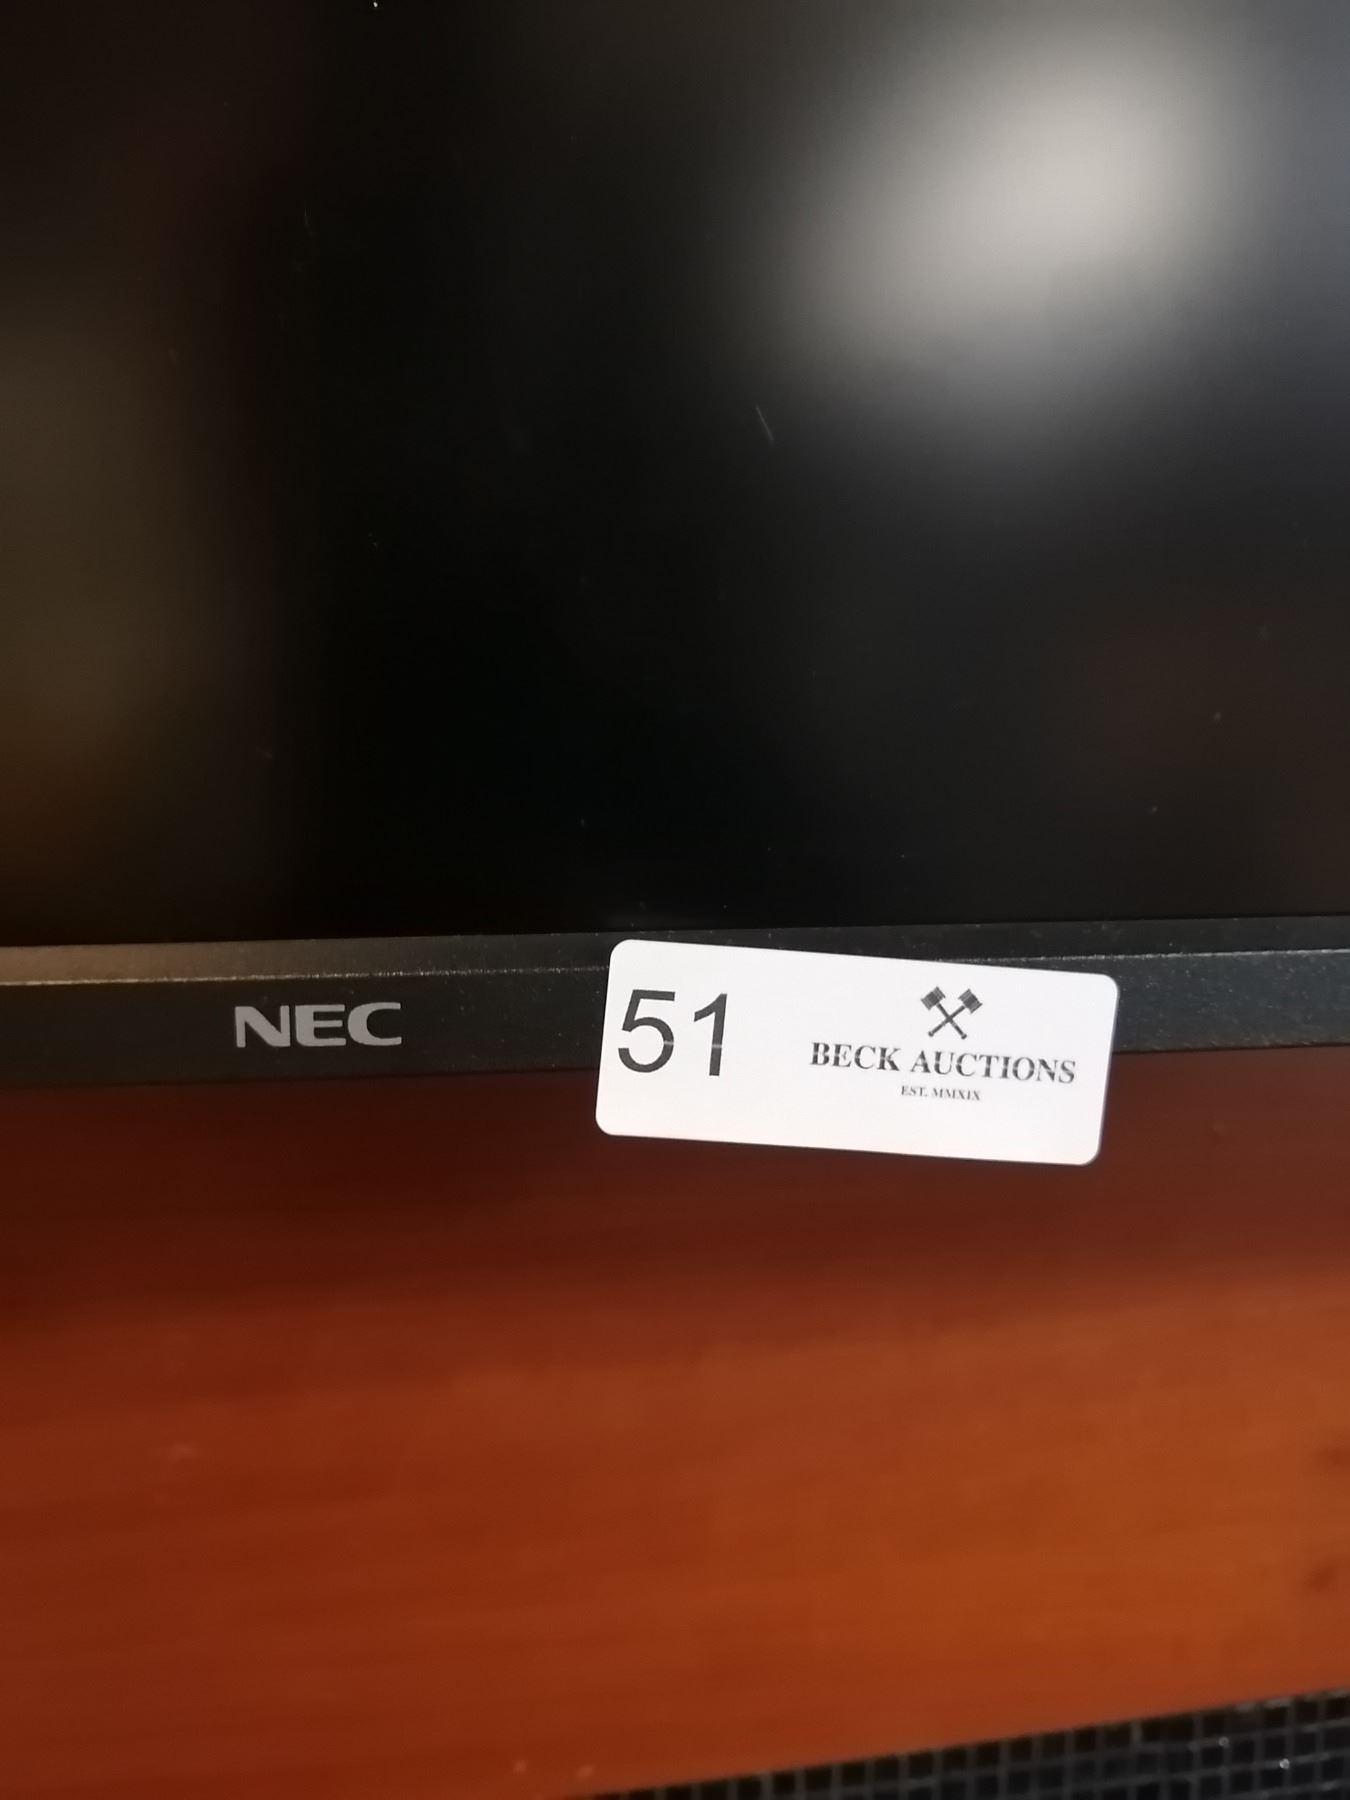 NEC
51
BECK AUCTIONS
EST. MMXIX